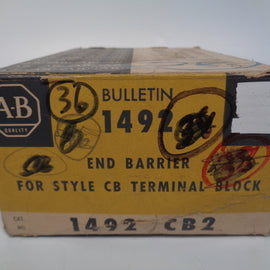 A-B
QUALITY
36
BULLETIN
1492
END BARRIER
FOR STYLE CB TERMINAL BLOCK
CAT.
NO.
1492 CB2